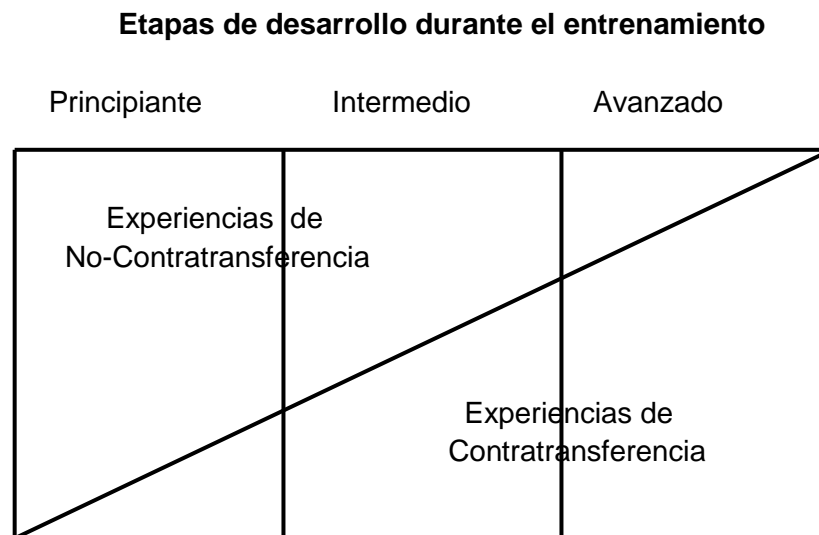 Etapas de desarrollo durante el entrenamiento
Principiante Intermedio Avanzado
Experiencias de
No-Contratransferencia
Experiencias de
Contratransferencia